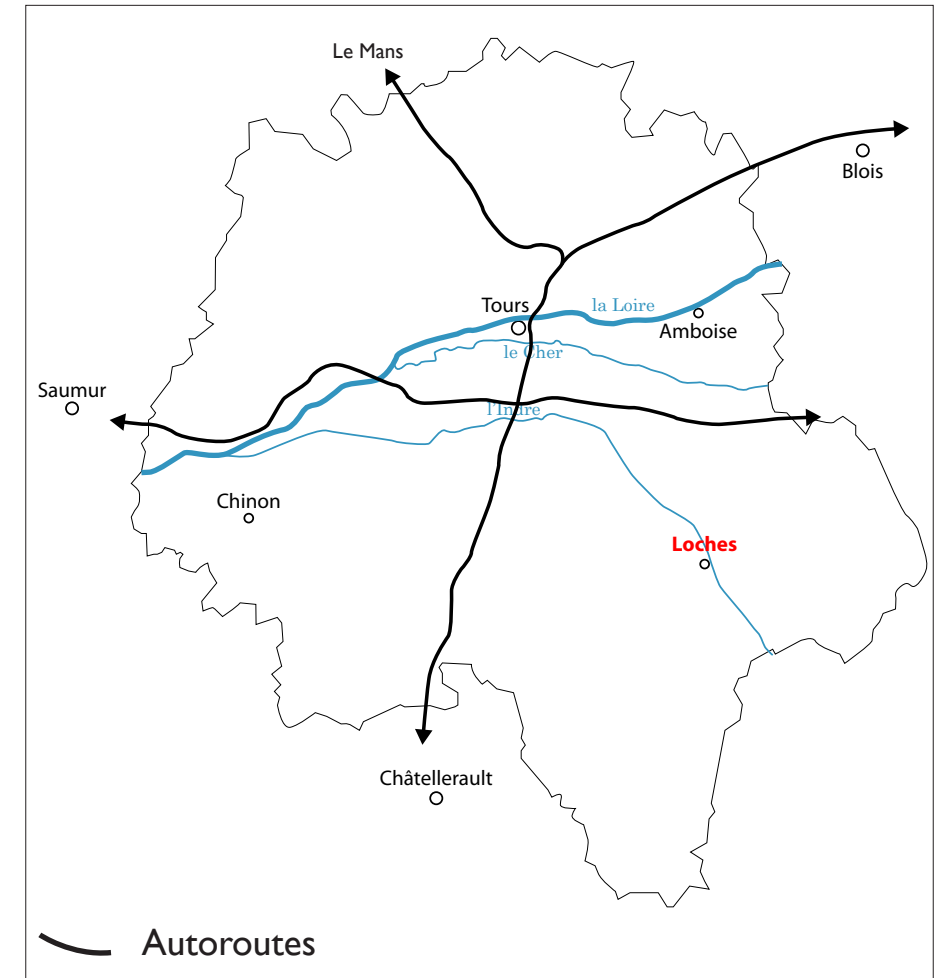 Le Mans
Blois
Tours
la Loire
Amboise
le Cher
Saumur
l'Indre
Chinon
Loches
Châtellerault
Autoroutes